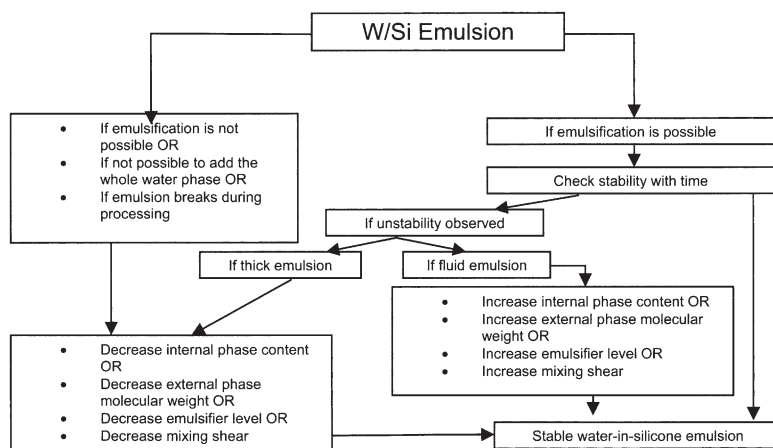 W/Si Emulsion
• If emulsification is not
possible OR
• If not possible to add the
whole water phase OR
• If emulsion breaks during
processing
If emulsification is possible
Check stability with time
If unstability observed
If thick emulsion
If fluid emulsion
• Increase internal phase content OR
• Increase external phase molecular
weight OR
• Increase emulsifier level OR
• Increase mixing shear
• Decrease internal phase content
OR
• Decrease external phase
molecular weight OR
• Decrease emulsifier level OR
• Decrease mixing shear
Stable water-in-silicone emulsion